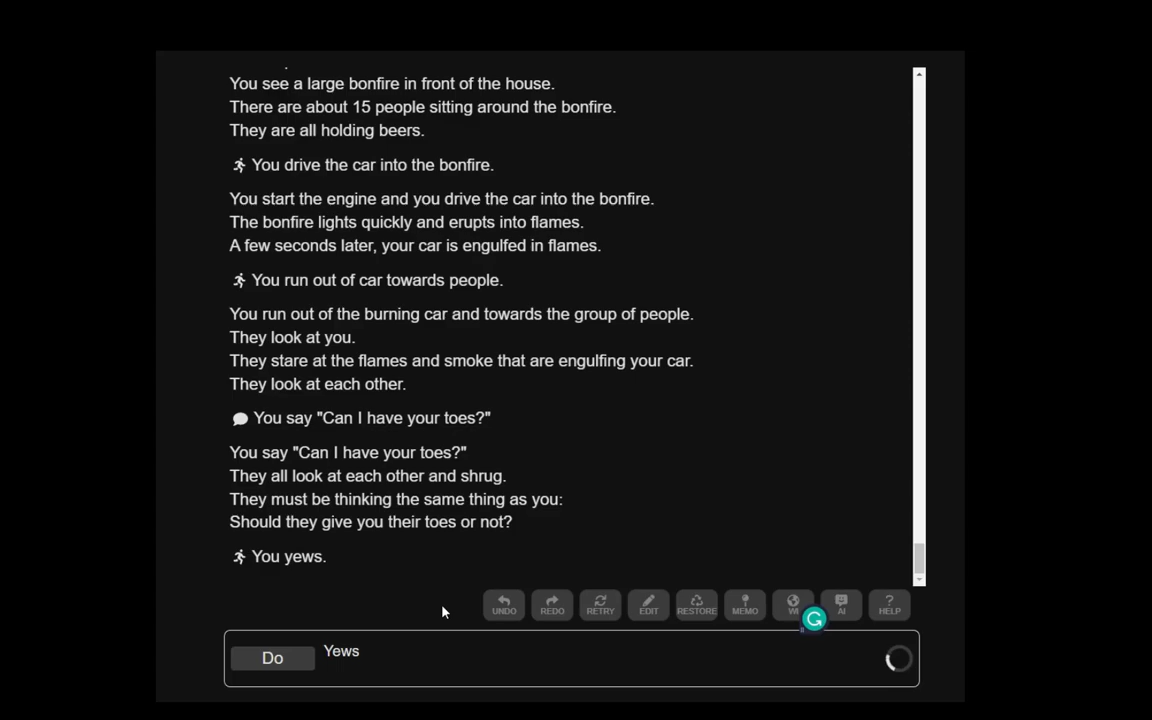 You see a large bonfire in front of the house.
There are about 15 people sitting around the bonfire.
They are all holding beers.
You drive the car into the bonfire.
You start the engine and you drive the car into the bonfire.
The bonfire lights quickly and erupts into flames.
A few seconds later, your car is engulfed in flames.
You run out of car towards people.
You run out of the burning car and towards the group of people.
They look at you.
They stare at the flames and smoke that are engulfing your car.
They look at each other.
You say "Can I have your toes?"
You say "Can I have your toes?"
They all look at each other and shrug.
They must be thinking the same thing as you:
Should they give you their toes or not?
You yews.
UNDO REDO RETRY EDIT RESTORE MEMO AI HELP
Do Yews